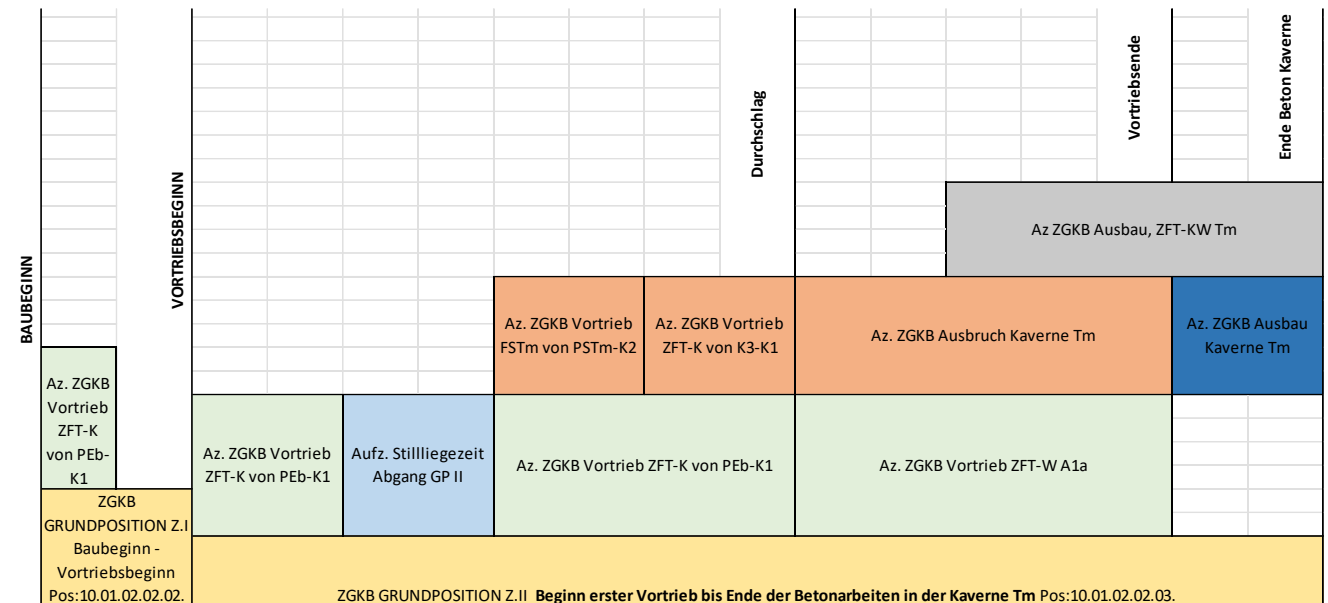 BAUBEGINN
VORTRIEBSBEGINN
Durchschlag
Vortriebsende
Ende Beton Kaverne
Az ZGKB Ausbau, ZFT-KW Tm
Az. ZGKB Vortrieb
FSTm von PSTm-K2
Az. ZGKB Vortrieb
ZFT-K von K3-K1
Az. ZGKB Ausbruch Kaverne Tm
Az. ZGKB Ausbau
Kaverne Tm
Az. ZGKB
Vortrieb
ZFT-K
von PEb-
K1
Az. ZGKB Vortrieb
ZFT-K von PEb-K1
Aufz. Stillliegezeit
Abgang GP II
Az. ZGKB Vortrieb ZFT-K von PEb-K1
Az. ZGKB Vortrieb ZFT-W A1a
ZGKB
GRUNDPOSITION Z.I
Baubeginn -
Vortriebsbeginn
Pos:10.01.02.02.02.
ZGKB GRUNDPOSITION Z.II Beginn erster Vortrieb bis Ende der Betonarbeiten in der Kaverne Tm Pos:10.01.02.02.03.